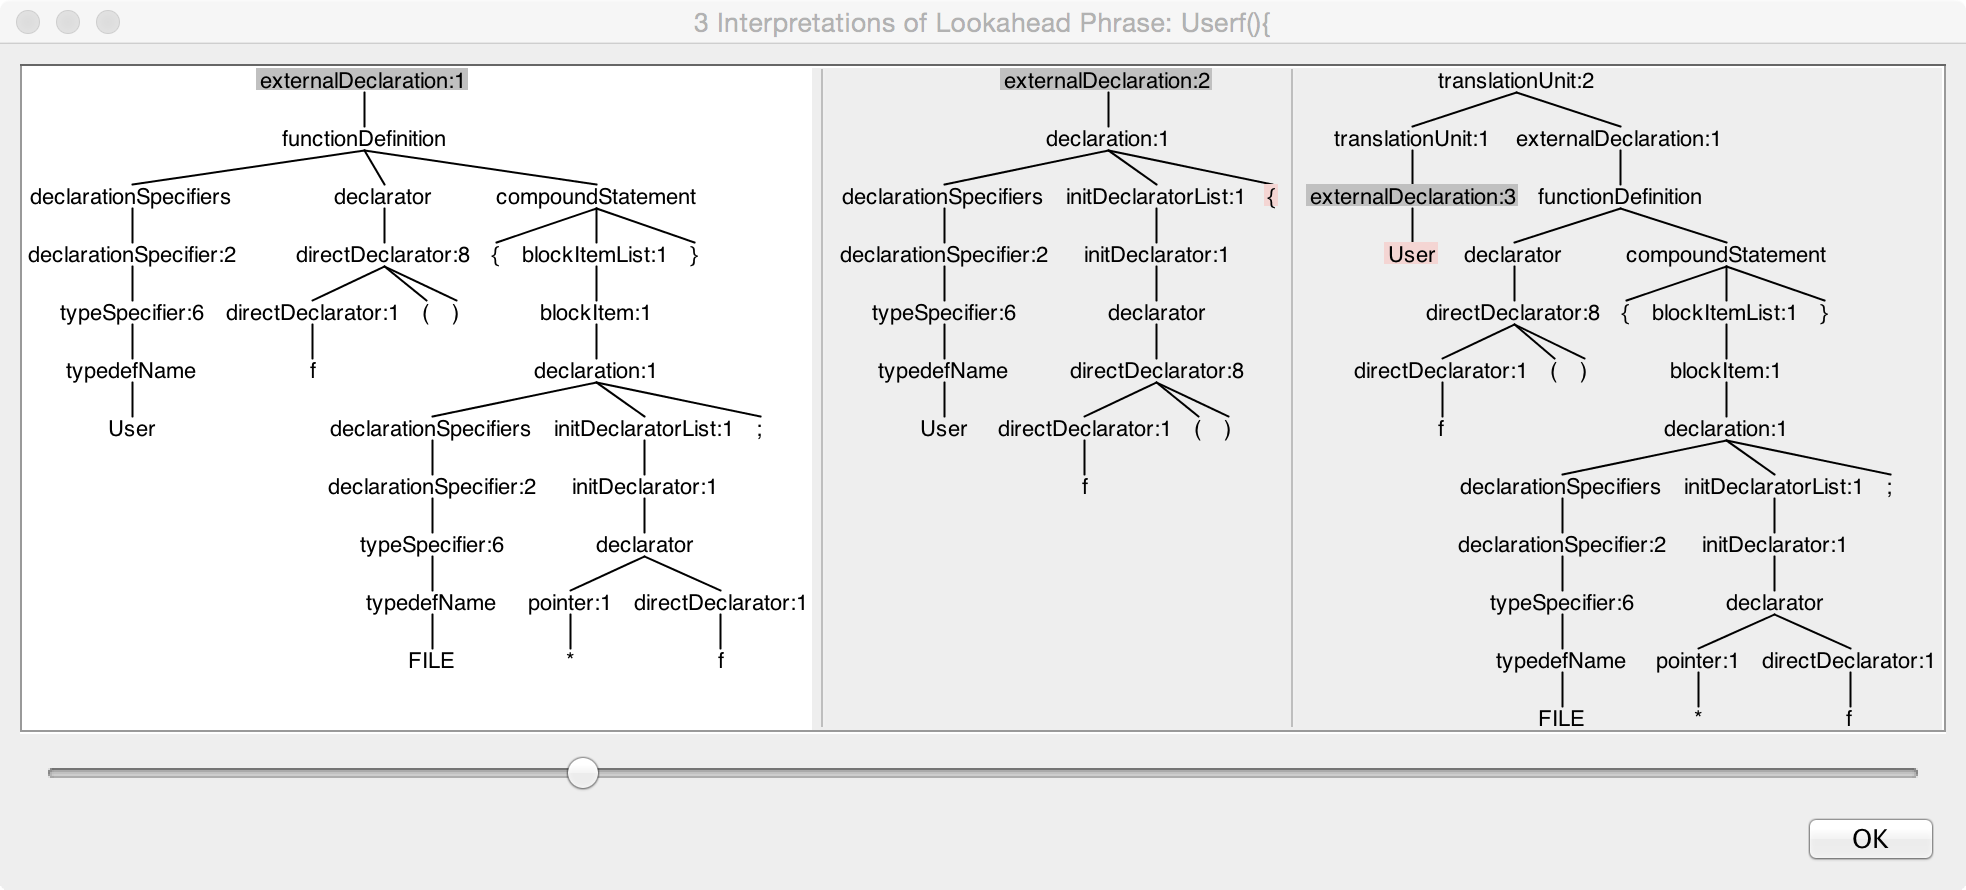 3 Interpretations of Lookahead Phrase: Userf(){
externalDeclaration:1
functionDefinition
declarationSpecifiers declarator compoundStatement
declarationSpecifier:2 directDeclarator:8 { blockItemList:1 }
typeSpecifier:6 directDeclarator:1 ( ) blockItem:1
typedefName f declaration:1
User declarationSpecifiers initDeclaratorList:1 ;
declarationSpecifier:2 initDeclarator:1
typeSpecifier:6 declarator
typedefName pointer:1 directDeclarator:1
FILE * f
externalDeclaration:2
declaration:1
declarationSpecifiers initDeclaratorList:1 {
declarationSpecifier:2 initDeclarator:1
typeSpecifier:6 declarator
typedefName directDeclarator:8
User directDeclarator:1 ( )
f
translationUnit:2
translationUnit:1 externalDeclaration:1
externalDeclaration:3 functionDefinition
User declarator compoundStatement
directDeclarator:8 { blockItemList:1 }
directDeclarator:1 ( ) blockItem:1
f declaration:1
declarationSpecifiers initDeclaratorList:1 ;
declarationSpecifier:2 initDeclarator:1
typeSpecifier:6 declarator
typedefName pointer:1 directDeclarator:1
FILE * f
OK